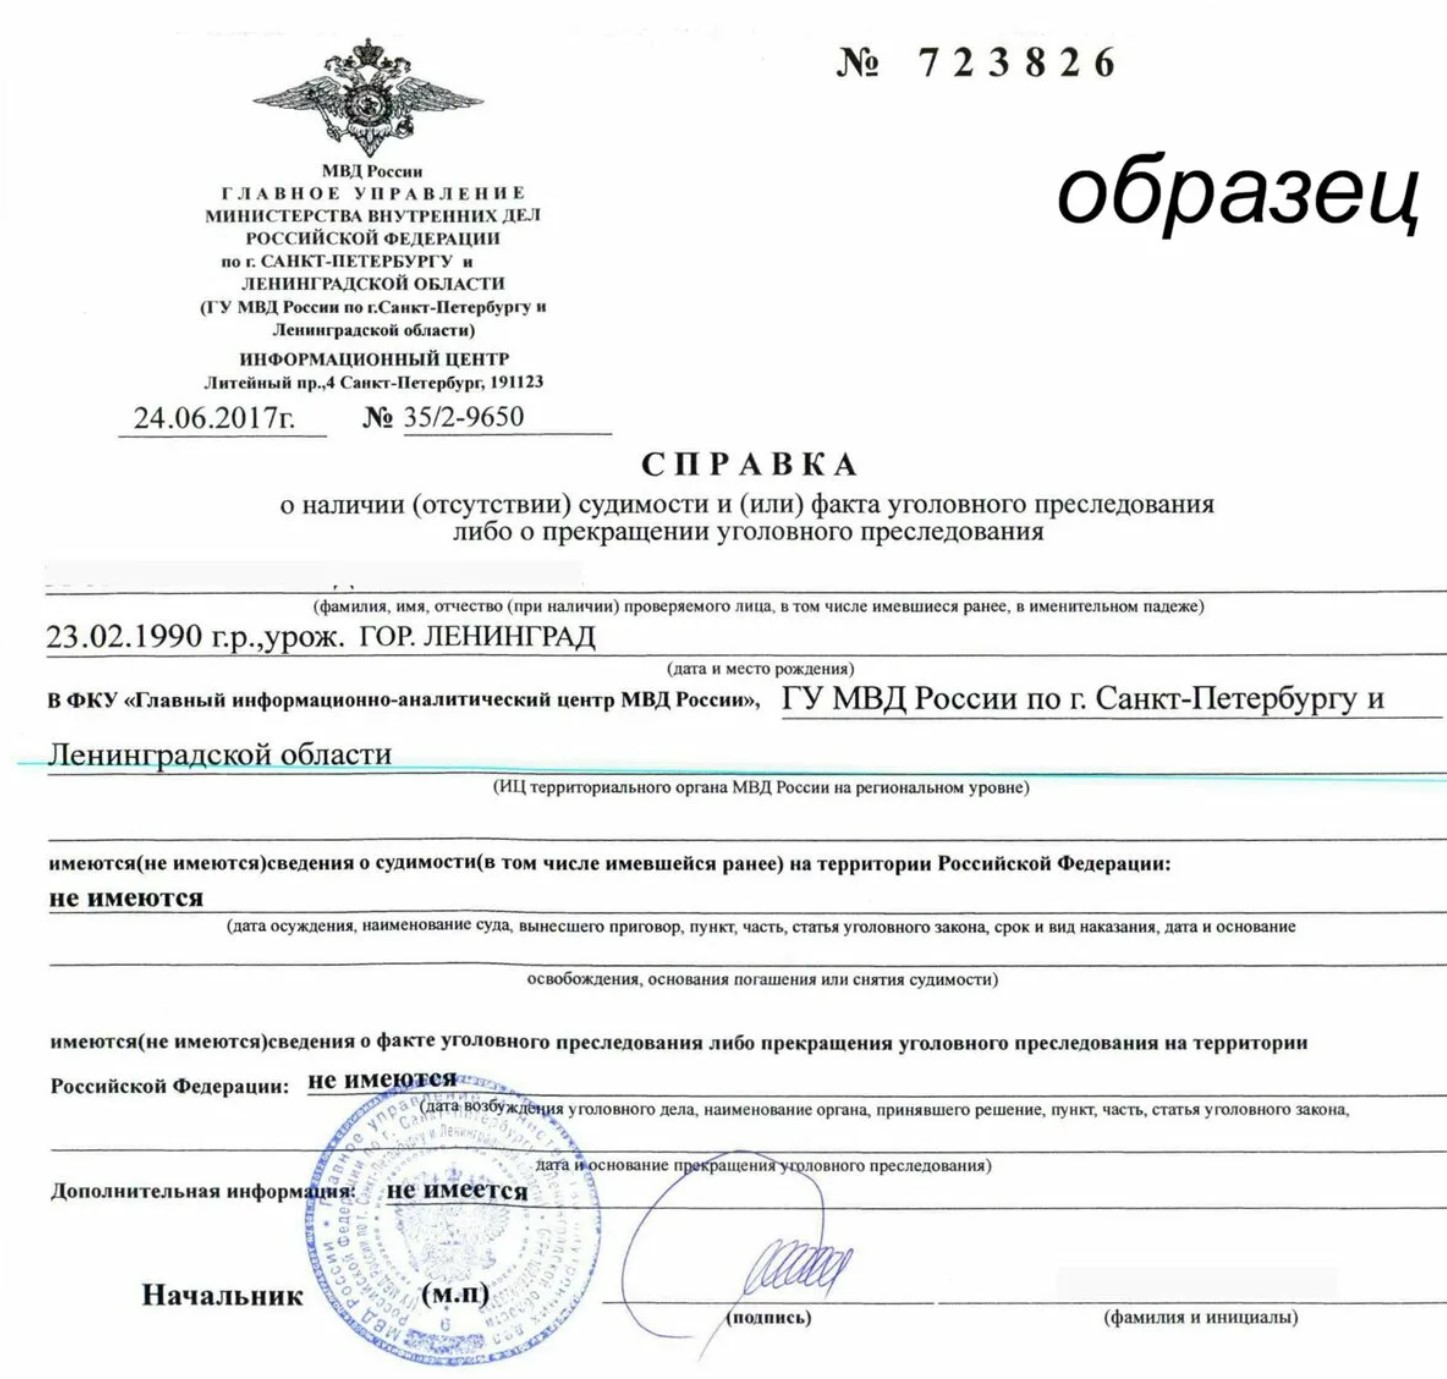 № 723826
образец
МВД России
ГЛАВНОЕ УПРАВЛЕНИЕ
МИНИСТЕРСТВА ВНУТРЕННИХ ДЕЛ
РОССИЙСКОЙ ФЕДЕРАЦИИ
по г. САНКТ-ПЕТЕРБУРГУ и
ЛЕНИНГРАДСКОЙ ОБЛАСТИ
(ГУ МВД России по г.Санкт-Петербургу и
Ленинградской области)
ИНФОРМАЦИОННЫЙ ЦЕНТР
Литейный пр.,4 Санкт-Петербург, 191123
24.06.2017г. № 35/2-9650
СПРАВКА
о наличии (отсутствии) судимости и (или) факта уголовного преследования
либо о прекращении уголовного преследования
(фамилия, имя, отчество (при наличии) проверяемого лица, в том числе имевшиеся ранее, в именительном падеже)
23.02.1990 г.р.,урож. ГОР. ЛЕНИНГРАД
(дата и место рождения)
В ФКУ «Главный информационно-аналитический центр МВД России», ГУ МВД России по г. Санкт-Петербургу и
Ленинградской области
(ИЦ территориального органа МВД России на региональном уровне)
имеются(не имеются)сведения о судимости(в том числе имевшейся ранее) на территории Российской Федерации:
не имеются
(дата осуждения, наименование суда, вынесшего приговор, пункт, часть, статья уголовного закона, срок и вид наказания, дата и основание
освобождения, основания погашения или снятия судимости)
имеются(не имеются)сведения о факте уголовного преследования либо прекращения уголовного преследования на территории
Российской Федерации: не имеются
(дата возбуждения уголовного дела, наименование органа, принявшего решение, пункт, часть, статья уголовного закона,
дата и основание прекращения уголовного преследования)
Дополнительная информация: не имеется
Начальник (м.п)
(подпись) (фамилия и инициалы)